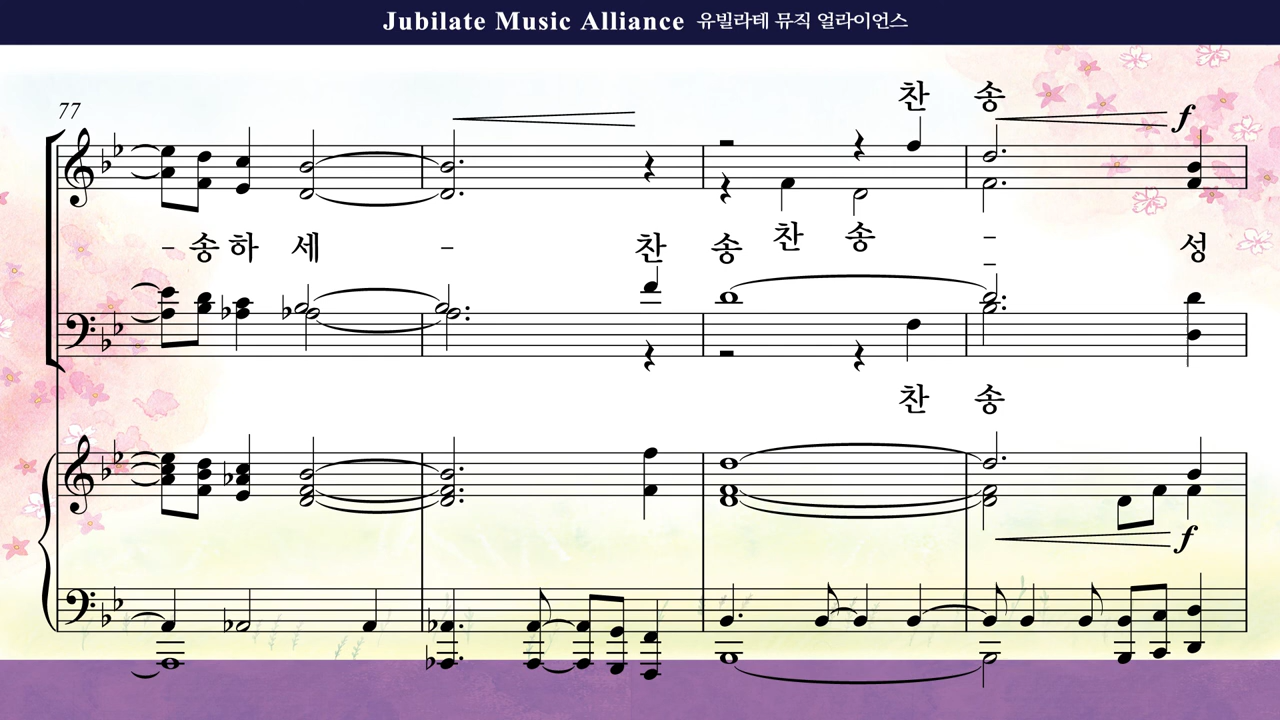 Jubilate Music Alliance 유빌라테 뮤직 얼라이언스
찬 송
77
f
- 송 하 세 - 찬 송 찬 송 - - 성
찬 송
f